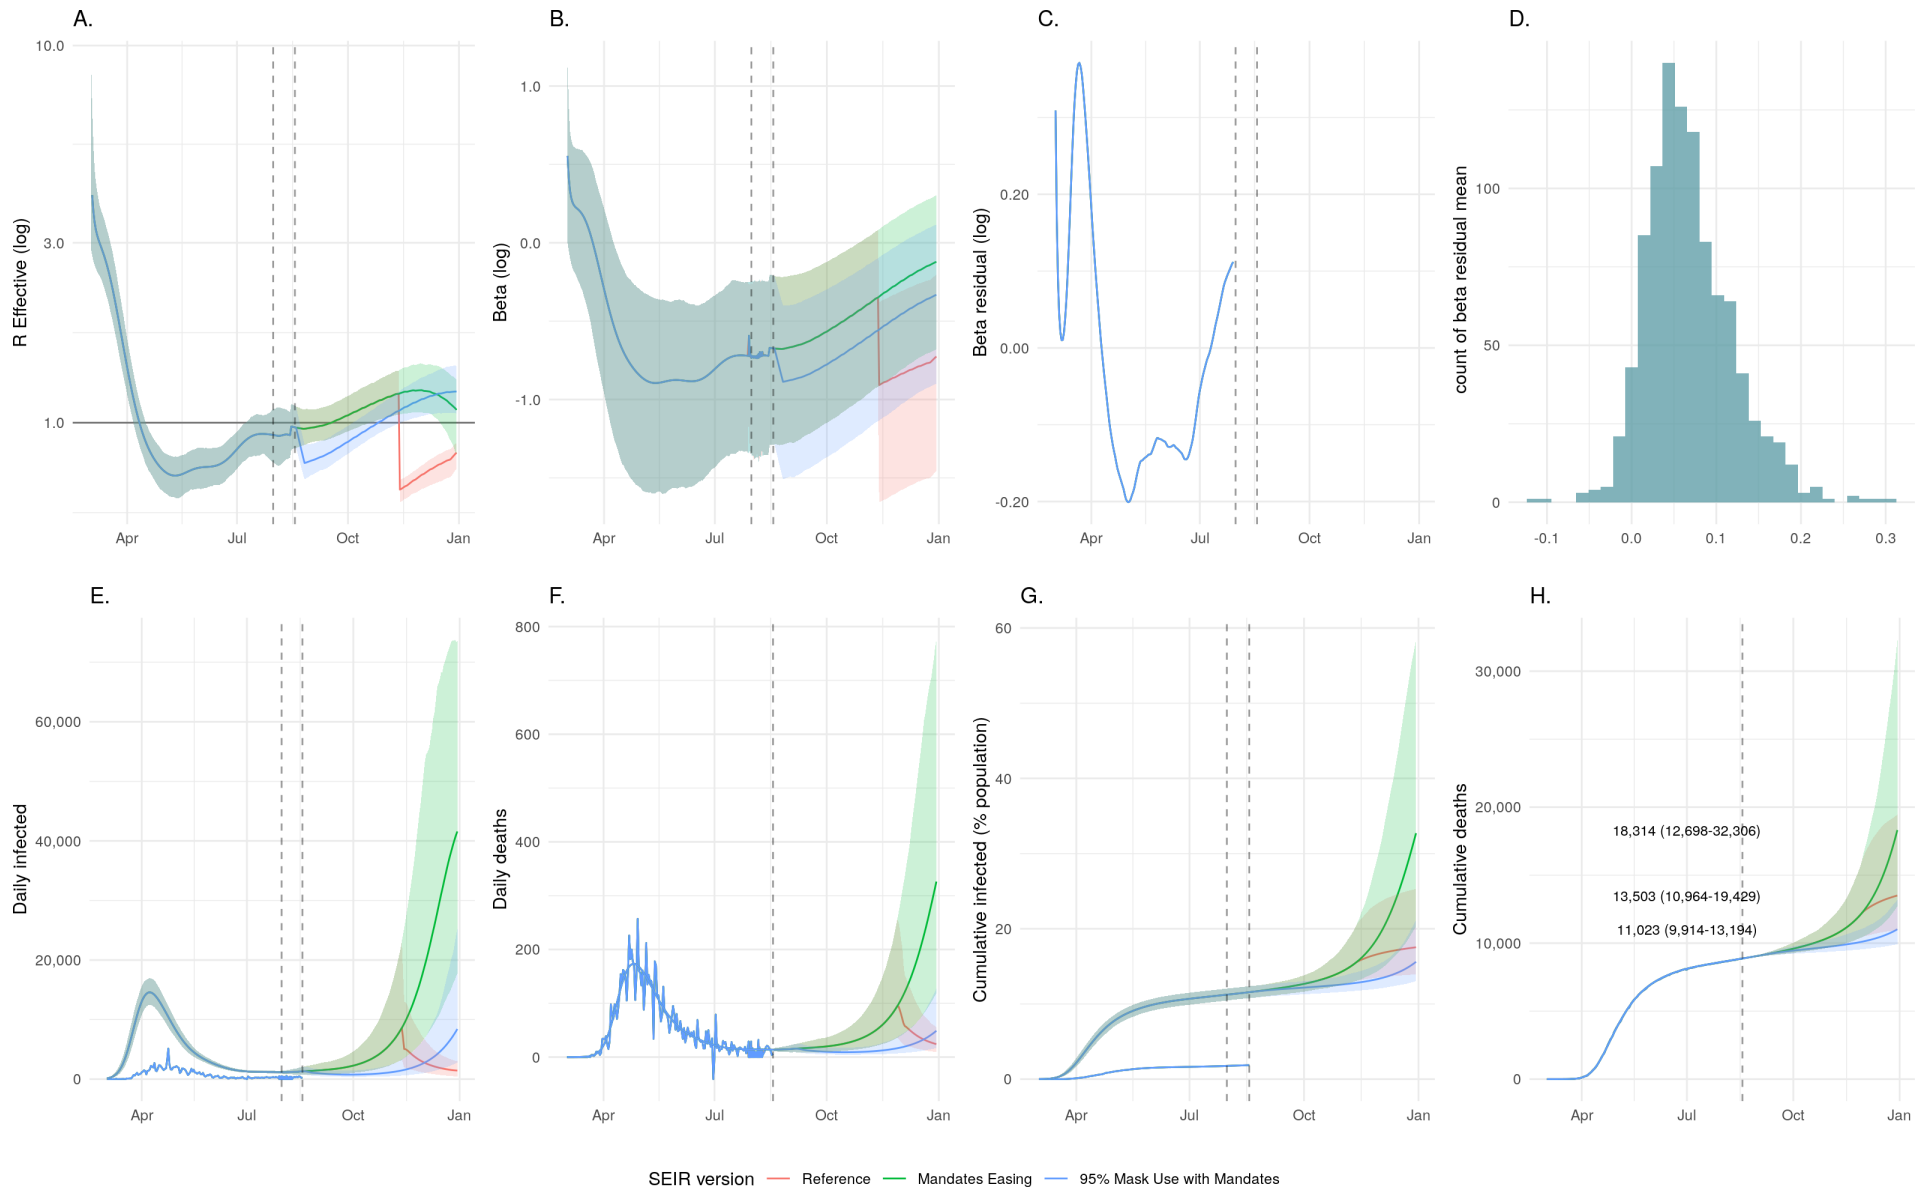 A.
R Effective (log)
10.0
3.0
1.0
Apr Jul Oct Jan
B.
Beta (log)
1.0
0.0
-1.0
Apr Jul Oct Jan
C.
Beta residual (log)
0.20
0.00
-0.20
Apr Jul Oct Jan
D.
count of beta residual mean
100
50
0
-0.1 0.0 0.1 0.2 0.3
E.
Daily infected
60,000
40,000
20,000
0
Apr Jul Oct Jan
F.
Daily deaths
800
600
400
200
0
Apr Jul Oct Jan
G.
Cumulative infected (% population)
60
40
20
0
Apr Jul Oct Jan
H.
Cumulative deaths
30,000
20,000
10,000
0
18,314 (12,698-32,306)
13,503 (10,964-19,429)
11,023 (9,914-13,194)
Apr Jul Oct Jan
SEIR version Reference Mandates Easing 95% Mask Use with Mandates